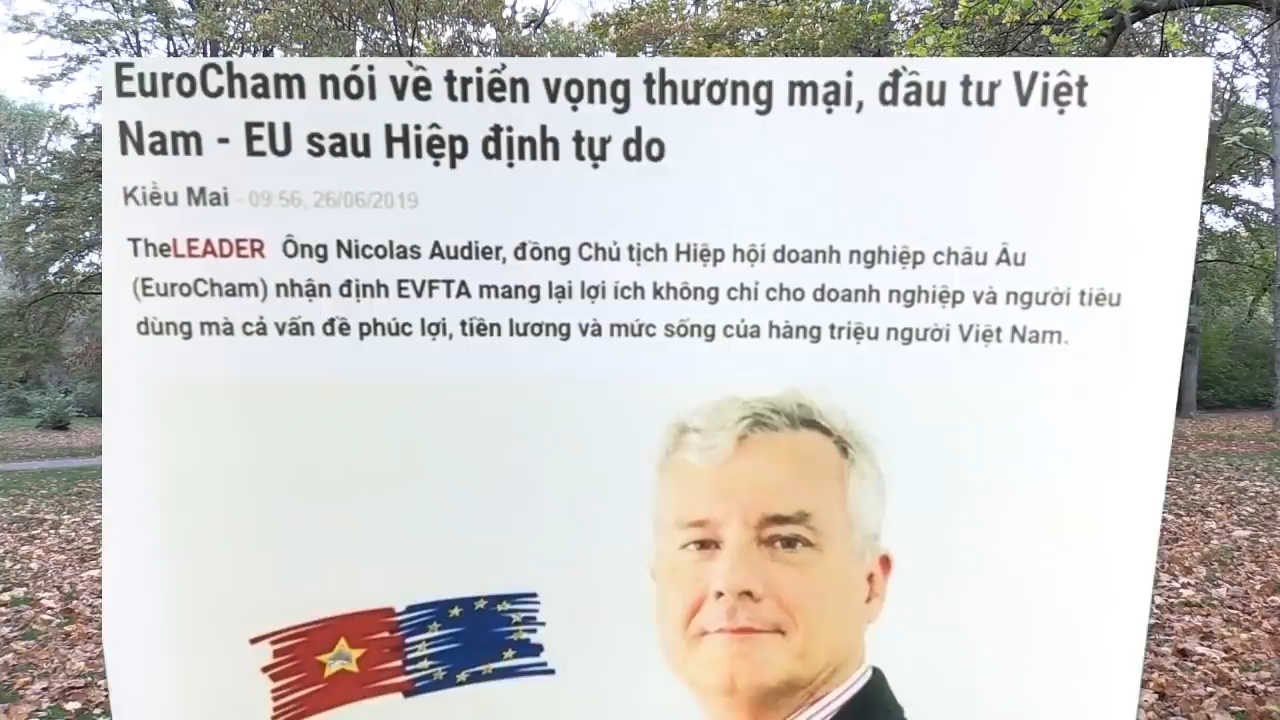 EuroCham nói về triển vọng thương mại, đầu tư Việt
Nam - EU sau Hiệp định tự do
Kiều Mai - 09:56, 26/06/2019
TheLEADER Ông Nicolas Audier, đồng Chủ tịch Hiệp hội doanh nghiệp châu Âu
(EuroCham) nhận định EVFTA mang lại lợi ích không chỉ cho doanh nghiệp và người tiêu
dùng mà cả vấn đề phúc lợi, tiền lương và mức sống của hàng triệu người Việt Nam.